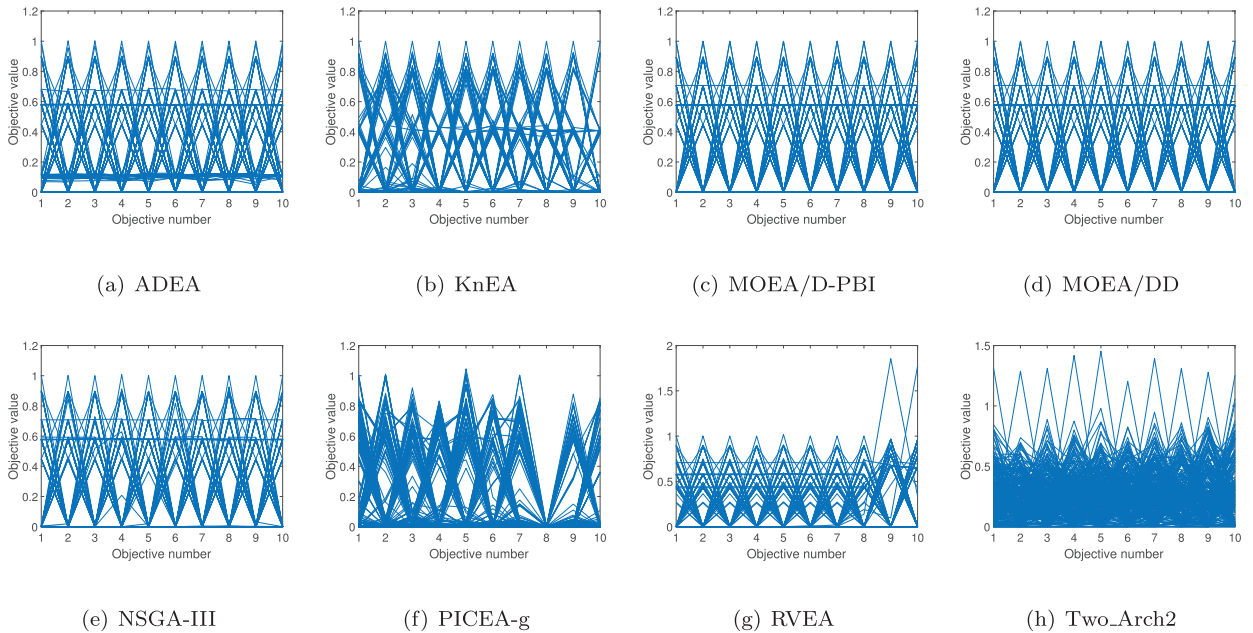 1.2
1
0.8
0.6
0.4
0.2
0
Objective value
1 2 3 4 5 6 7 8 9 10
Objective number
(a) ADEA
1.2
1
0.8
0.6
0.4
0.2
0
Objective value
1 2 3 4 5 6 7 8 9 10
Objective number
(b) KnEA
1.2
1
0.8
0.6
0.4
0.2
0
Objective value
1 2 3 4 5 6 7 8 9 10
Objective number
(c) MOEA/D-PBI
1.2
1
0.8
0.6
0.4
0.2
0
Objective value
1 2 3 4 5 6 7 8 9 10
Objective number
(d) MOEA/DD
1.2
1
0.8
0.6
0.4
0.2
0
Objective value
1 2 3 4 5 6 7 8 9 10
Objective number
(e) NSGA-III
1.2
1
0.8
0.6
0.4
0.2
0
Objective value
1 2 3 4 5 6 7 8 9 10
Objective number
(f) PICEA-g
2
1.5
1
0.5
0
Objective value
1 2 3 4 5 6 7 8 9 10
Objective number
(g) RVEA
1.5
1
0.5
0
Objective value
1 2 3 4 5 6 7 8 9 10
Objective number
(h) Two_Arch2